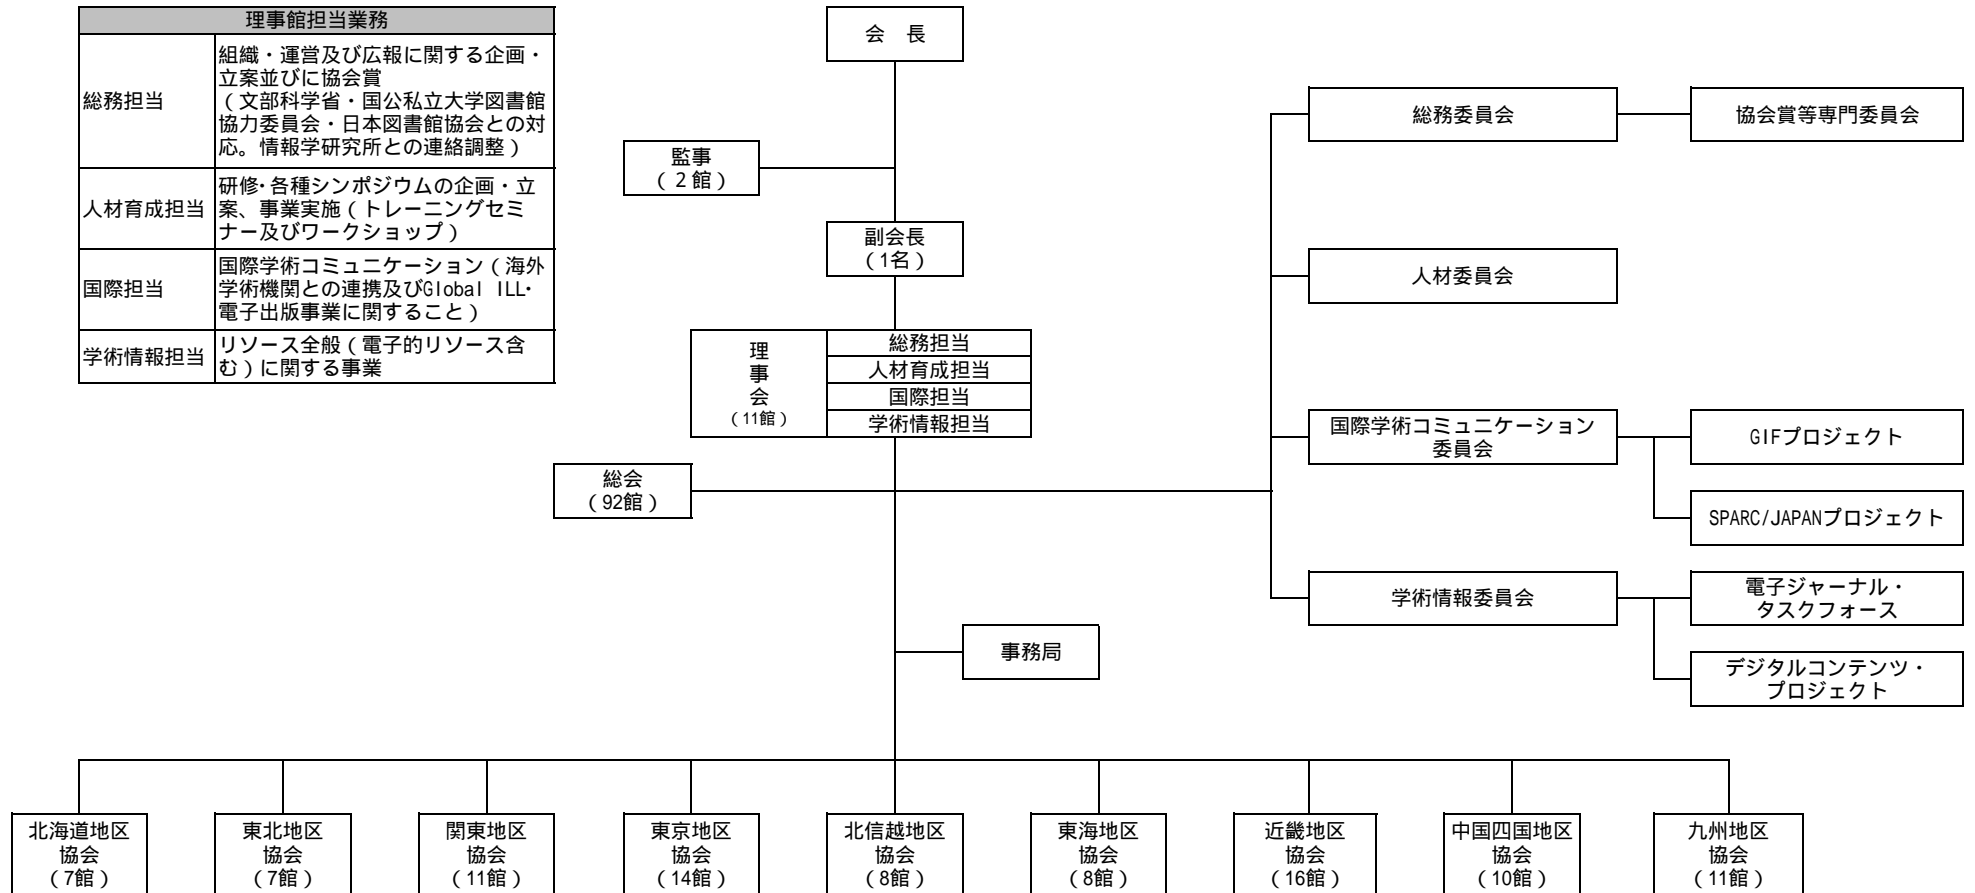 理事館担当業務
総務担当
組織・運営及び広報に関する企画・
立案並びに協会賞
（文部科学省・国公私立大学図書館
協力委員会・日本図書館協会との対
応。情報学研究所との連絡調整）
人材育成担当
研修・各種シンポジウムの企画・立
案、事業実施（トレーニングセミ
ナー及びワークショップ）
国際担当
国際学術コミュニケーション（海外
学術機関との連携及びGlobal ILL・
電子出版事業に関すること）
学術情報担当
リソース全般（電子的リソース含
む）に関する事業
会　長
監事
（２館）
副会長
（1名）
理
事
会
（11館）
総務担当
人材育成担当
国際担当
学術情報担当
総会
（92館）
事務局
総務委員会
協会賞等専門委員会
人材委員会
国際学術コミュニケーション
委員会
GIFプロジェクト
SPARC/JAPANプロジェクト
学術情報委員会
電子ジャーナル・
タスクフォース
デジタルコンテンツ・
プロジェクト
北海道地区
協会
（7館）
東北地区
協会
（7館）
関東地区
協会
（11館）
東京地区
協会
（14館）
北信越地区
協会
（8館）
東海地区
協会
（8館）
近畿地区
協会
（16館）
中国四国地区
協会
（10館）
九州地区
協会
（11館）